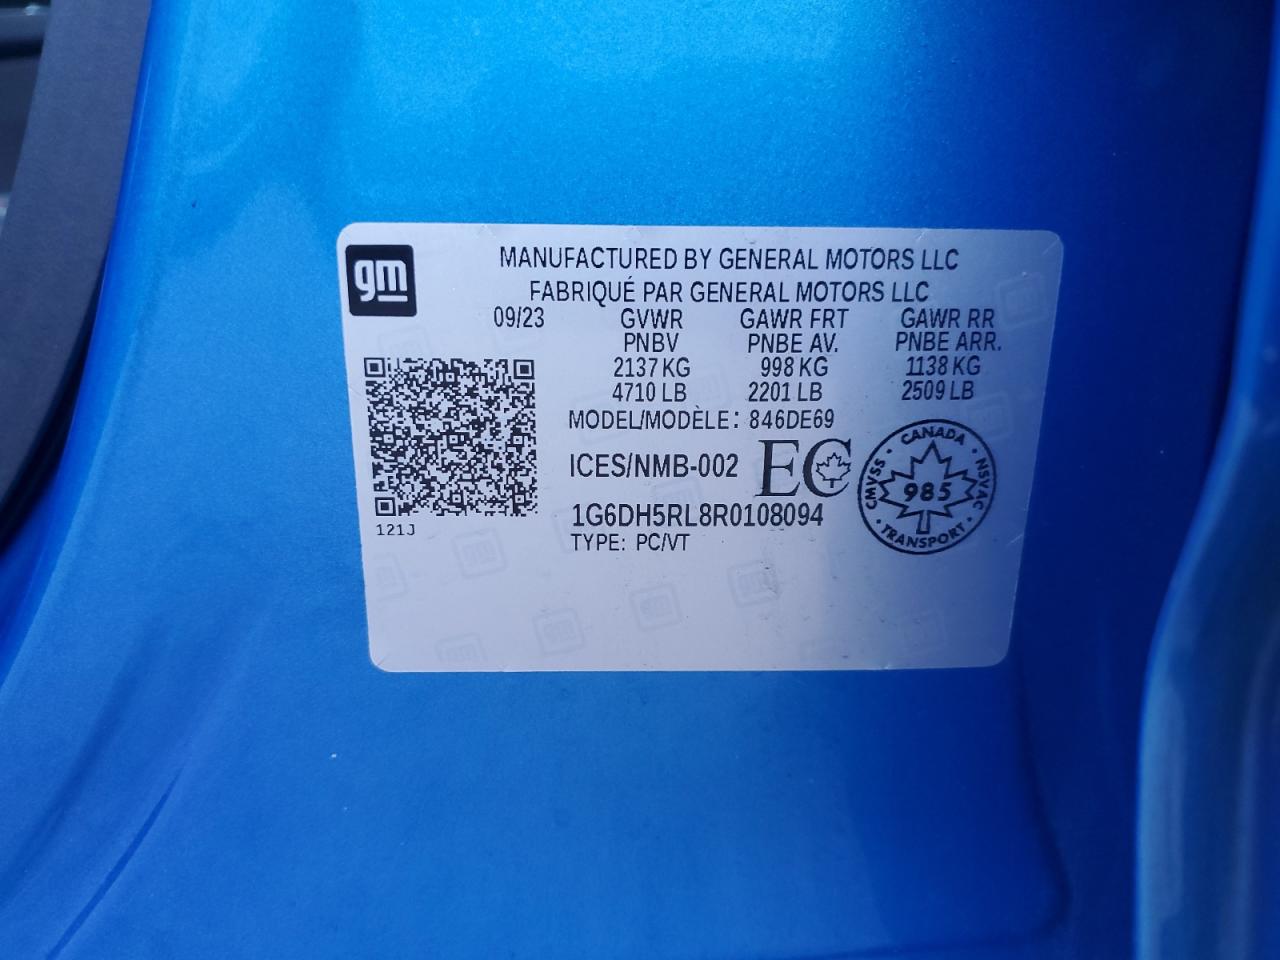 gm
MANUFACTURED BY GENERAL MOTORS LLC
FABRIQUÉ PAR GENERAL MOTORS LLC
09/23 GVWR GAWR FRT GAWR RR
PNBV PNBE AV. PNBE ARR.
2137 KG 998 KG 1138 KG
4710 LB 2201 LB 2509 LB
MODEL/MODÈLE: 846DE69
ICES/NMB-002 EC
CANADA
CMVSS 985 NSVAC
TRANSPORT
1G6DH5RL8R0108094
TYPE: PC/VT
121J